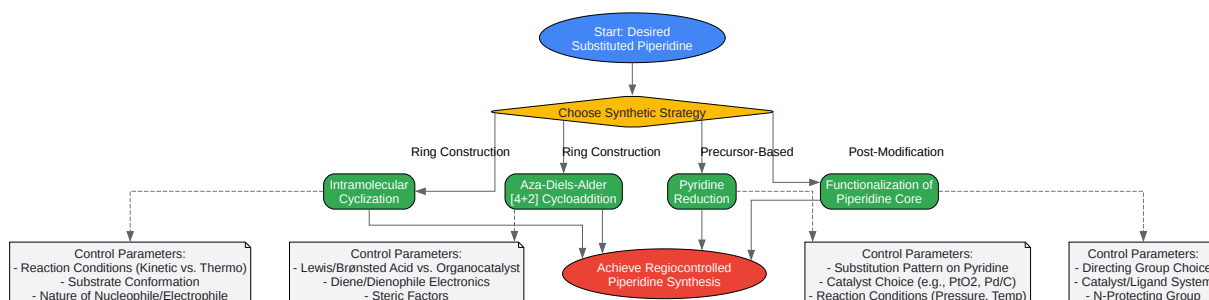 Start: Desired
Substituted Piperidine
Choose Synthetic Strategy
Ring Construction
Ring Construction
Precursor-Based
Post-Modification
Intramolecular
Cyclization
Aza-Diels-Alder
[4+2] Cycloaddition
Pyridine
Reduction
Functionalization of
Piperidine Core
Control Parameters:
- Reaction Conditions (Kinetic vs. Thermo)
- Substrate Conformation
- Nature of Nucleophile/Electrophile
Control Parameters:
- Lewis/Brønsted Acid vs. Organocatalyst
- Diene/Dienophile Electronics
- Steric Factors
Achieve Regiocontrolled
Piperidine Synthesis
Control Parameters:
- Substitution Pattern on Pyridine
- Catalyst Choice (e.g., PtO2, Pd/C)
- Reaction Conditions (Pressure, Temp)
Control Parameters:
- Directing Group Choice
- Catalyst/Ligand System
- N-Protecting Group